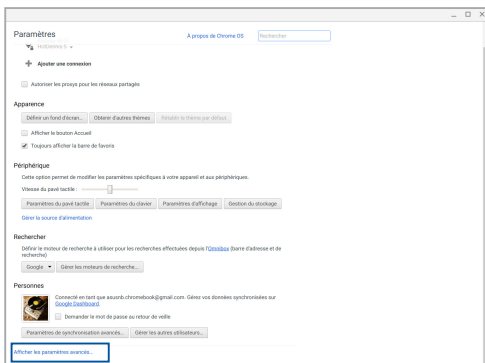 Paramètres
À propos de Chrome OS
Rechercher
HotGenko 5
Ajouter une connexion
Autoriser les proxys pour les réseaux partagés
Apparence
Définir un fond d'écran... Obtenir d'autres thèmes Rétablir le thème par défaut
Afficher le bouton Accueil
Toujours afficher la barre de favoris
Périphérique
Cette option permet de modifier les paramètres spécifiques à votre appareil et aux périphériques.
Vitesse du pavé tactile :
Paramètres du pavé tactile Paramètres du clavier Paramètres d'affichage Gestion du stockage
Gérer la source d'alimentation
Rechercher
Définir le moteur de recherche à utiliser pour les recherches effectuées depuis l'Omnibox (barre d'adresse et de
recherche)
Google Gérer les moteurs de recherche...
Personnes
Connecté en tant que asusnb.chromebook@gmail.com. Gérez vos données synchronisées sur
Google Dashboard.
Demander le mot de passe au retour de veille
Paramètres de synchronisation avancés... Gérer les autres utilisateurs...
Afficher les paramètres avancés...